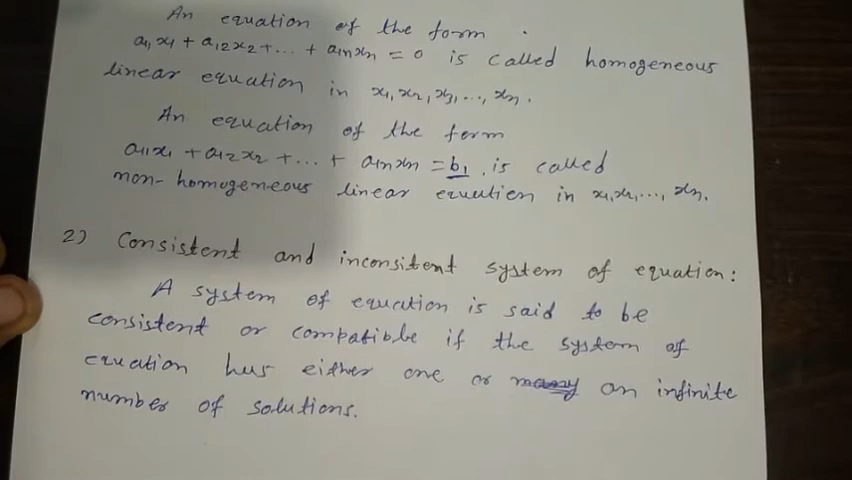 An equation of the form
a11x1 + a12x2 + ... + a1nxn = 0 is called homogeneous
linear equation in x1, x2, x3, ..., xn.
An equation of the form
a11x1 + a12x2 + ... + a1nxn = b1, is called
non-homogeneous linear equation in x1, x2, ..., xn.
2) Consistent and inconsitent system of equation:
A system of equation is said to be
consistent or compatible if the system of
equation has either one or an infinite
number of solutions.